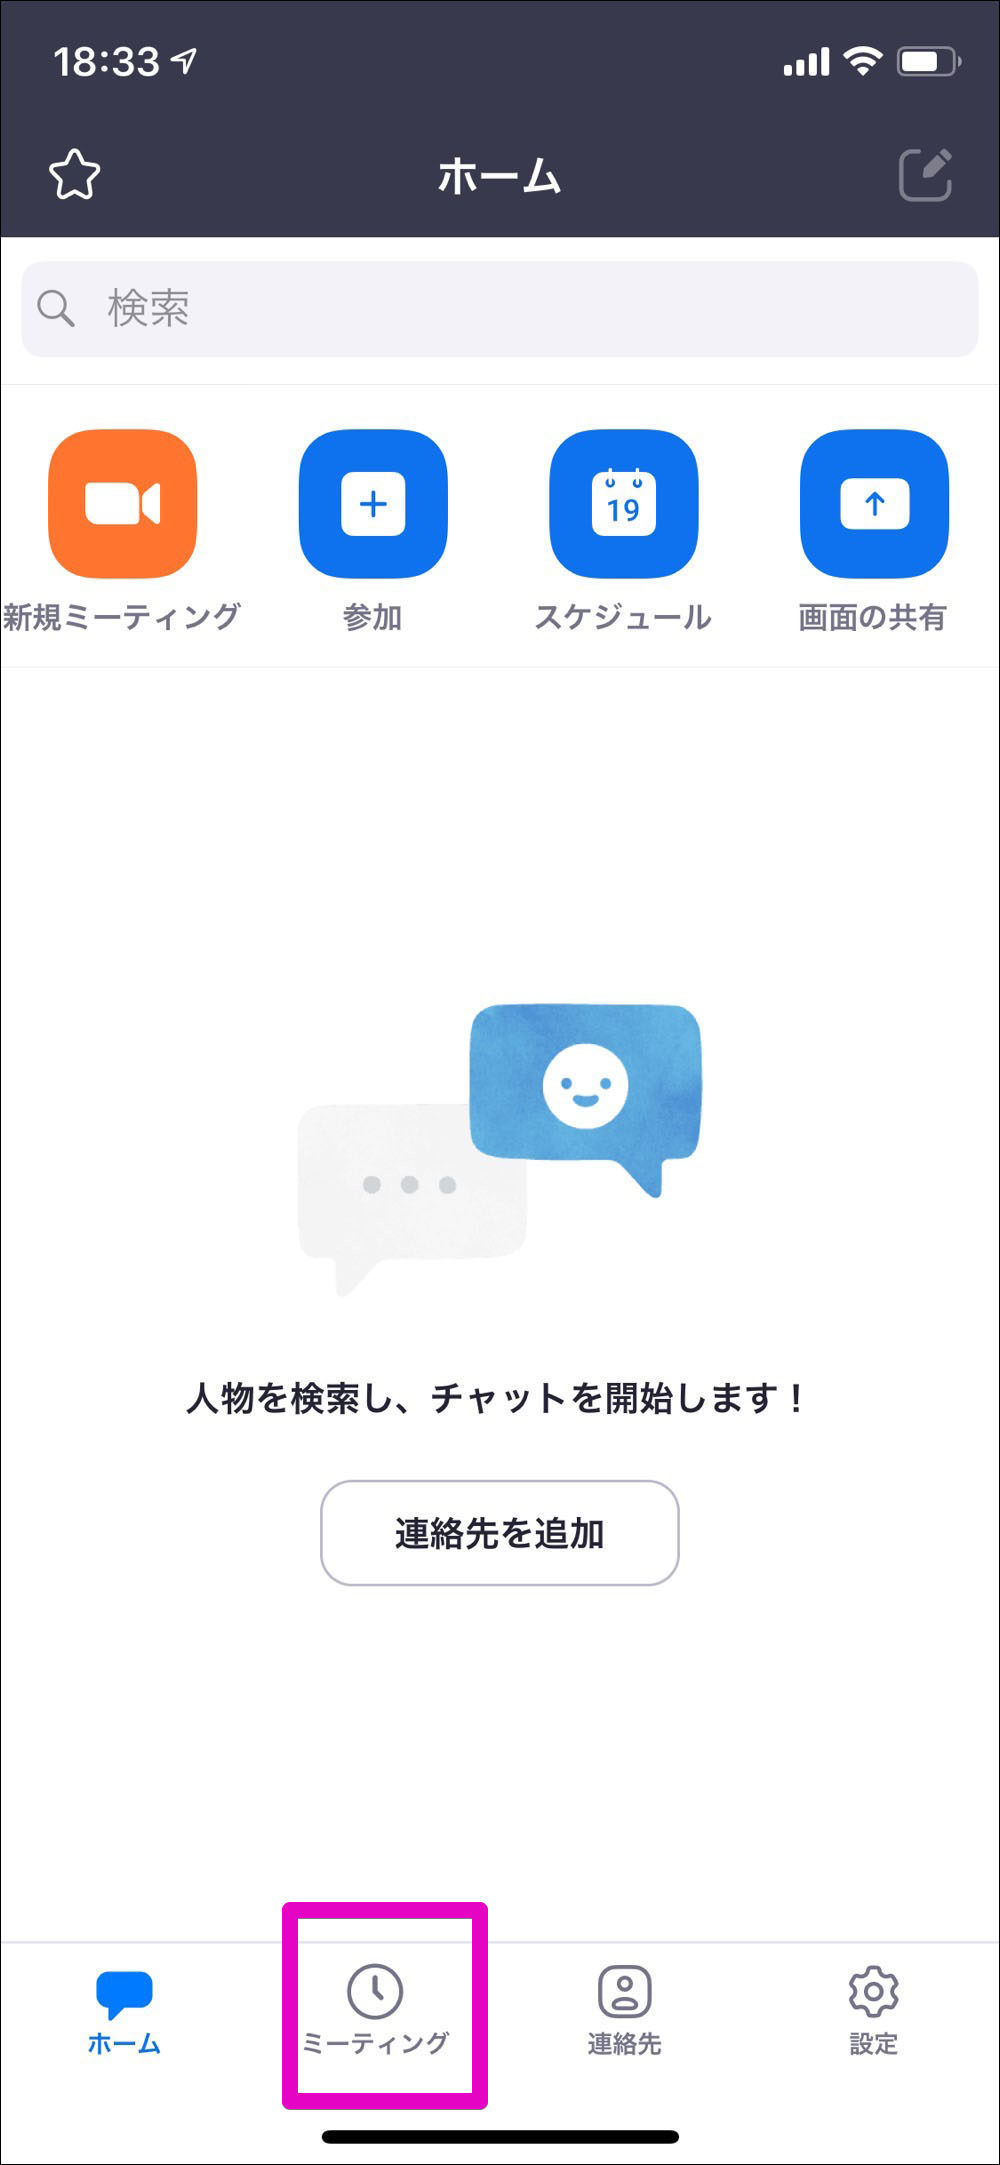 18:33
ホーム
検索
19
新規ミーティング
参加
スケジュール
画面の共有
人物を検索し、チャットを開始します！
連絡先を追加
ホーム
ミーティング
連絡先
設定